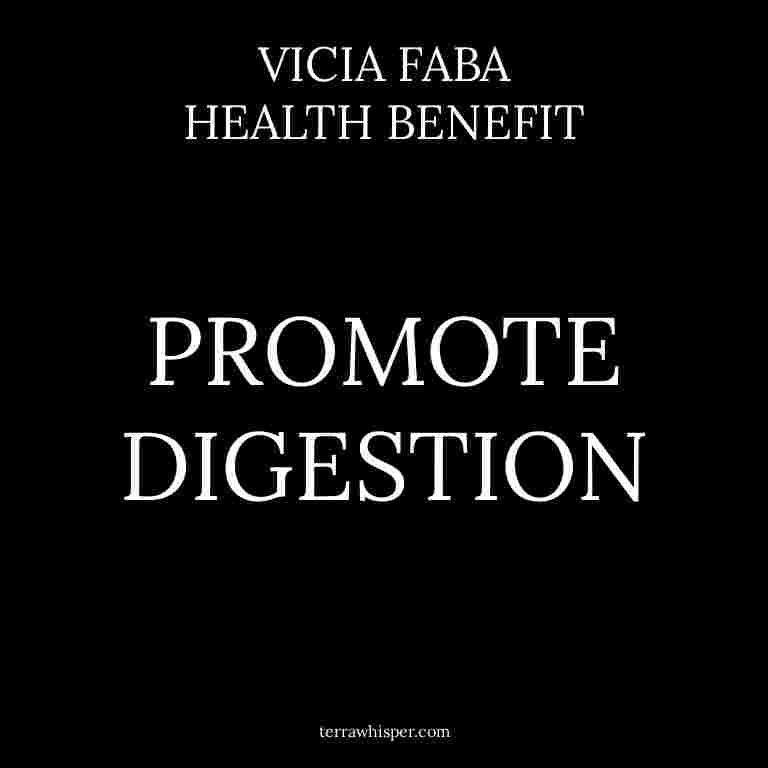 VICIA FABA
HEALTH BENEFIT
PROMOTE
DIGESTION
terrawhisper.com